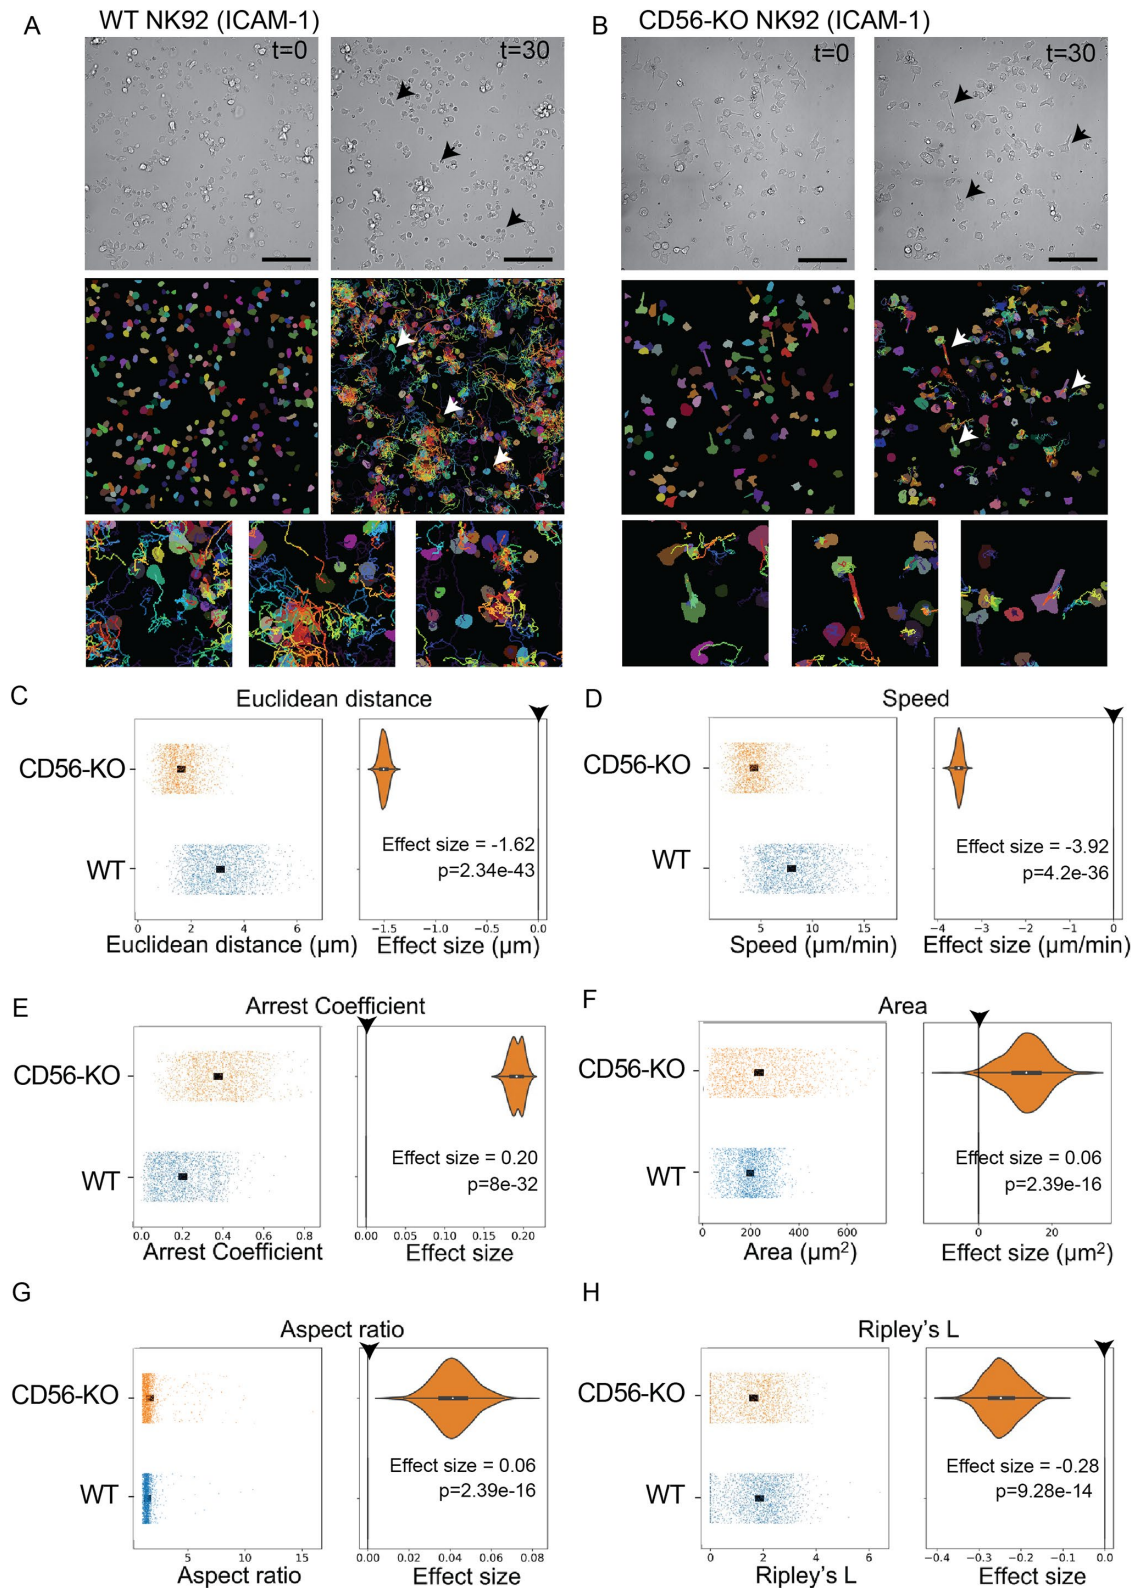 A WT NK92 (ICAM-1)
t=0 t=30
B CD56-KO NK92 (ICAM-1)
t=0 t=30
C Euclidean distance
CD56-KO
WT
Effect size = -1.62
p=2.34e-43
0 2 4 6
−1.5 −1.0 −0.5 0.0
Euclidean distance (μm) Effect size (μm)
D Speed
CD56-KO
WT
Effect size = -3.92
p=4.2e-36
5 10 15
−4 −3 −2 −1 0
Speed (μm/min) Effect size (μm/min)
E Arrest Coefficient
CD56-KO
WT
Effect size = 0.20
p=8e-32
0.0 0.2 0.4 0.6 0.8
0.00 0.05 0.10 0.15 0.20
Arrest Coefficient Effect size
F Area
CD56-KO
WT
Effect size = 0.06
p=2.39e-16
0 200 400 600
0 20
Area (μm²) Effect size (μm²)
G Aspect ratio
CD56-KO
WT
Effect size = 0.06
p=2.39e-16
5 10 15
0.00 0.02 0.04 0.06 0.08
Aspect ratio Effect size
H Ripley's L
CD56-KO
WT
Effect size = -0.28
p=9.28e-14
0 2 4 6
−0.4 −0.3 −0.2 −0.1 0.0
Ripley's L Effect size